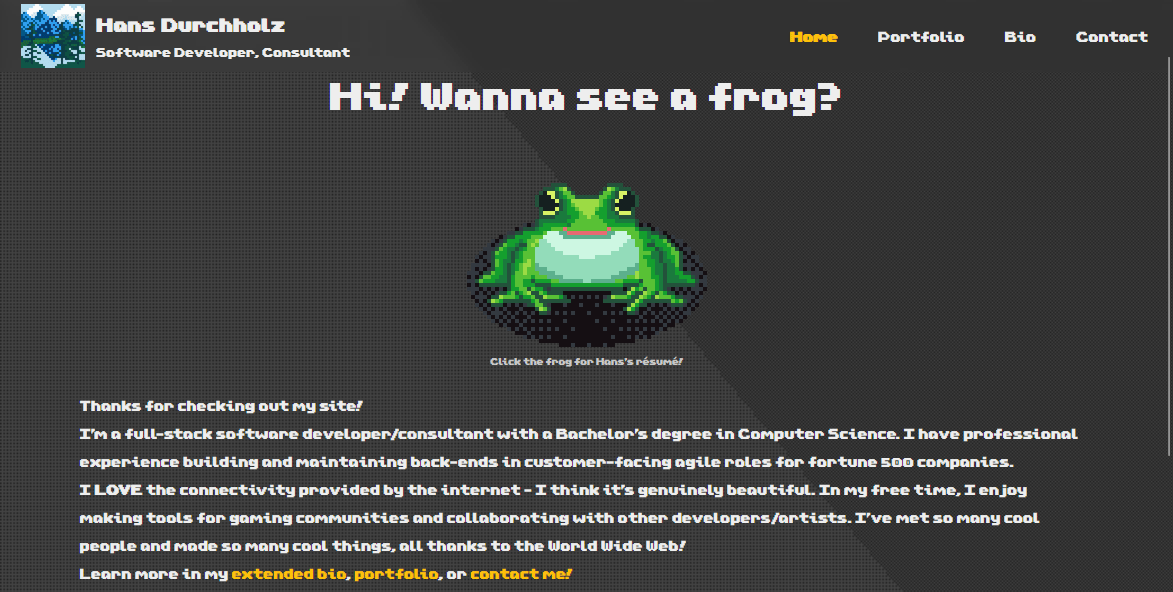 Hans Durchholz
Software Developer, Consultant
Home Portfolio Bio Contact
Hi! Wanna see a frog?
Click the frog for Hans's résumé!
Thanks for checking out my site!
I'm a full-stack software developer/consultant with a Bachelor's degree in Computer Science. I have professional
experience building and maintaining back-ends in customer-facing agile roles for fortune 500 companies.
I LOVE the connectivity provided by the internet - I think it's genuinely beautiful. In my free time, I enjoy
making tools for gaming communities and collaborating with other developers/artists. I've met so many cool
people and made so many cool things, all thanks to the World Wide Web!
Learn more in my extended bio, portfolio, or contact me!